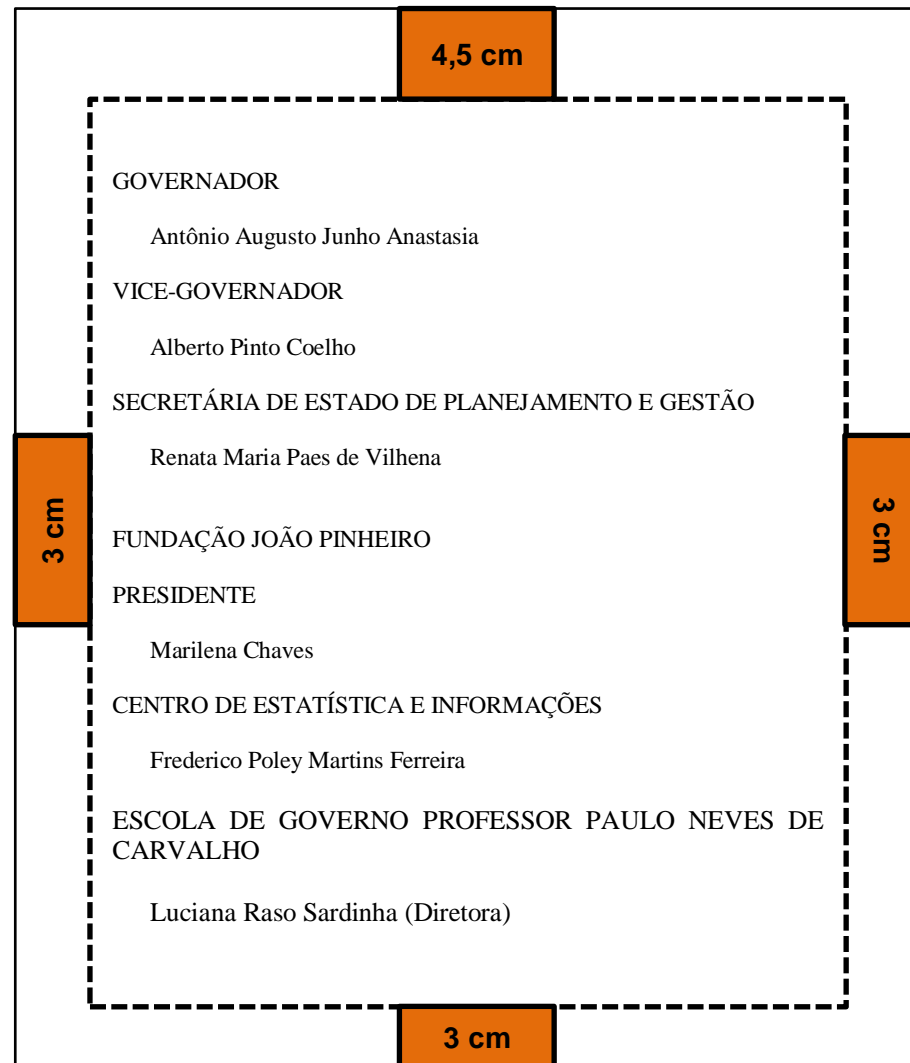 4,5 cm
GOVERNADOR
Antônio Augusto Junho Anastasia
VICE-GOVERNADOR
Alberto Pinto Coelho
SECRETÁRIA DE ESTADO DE PLANEJAMENTO E GESTÃO
Renata Maria Paes de Vilhena
3 cm
3 cm
FUNDAÇÃO JOÃO PINHEIRO
PRESIDENTE
Marilena Chaves
CENTRO DE ESTATÍSTICA E INFORMAÇÕES
Frederico Poley Martins Ferreira
ESCOLA DE GOVERNO PROFESSOR PAULO NEVES DE
CARVALHO
Luciana Raso Sardinha (Diretora)
3 cm